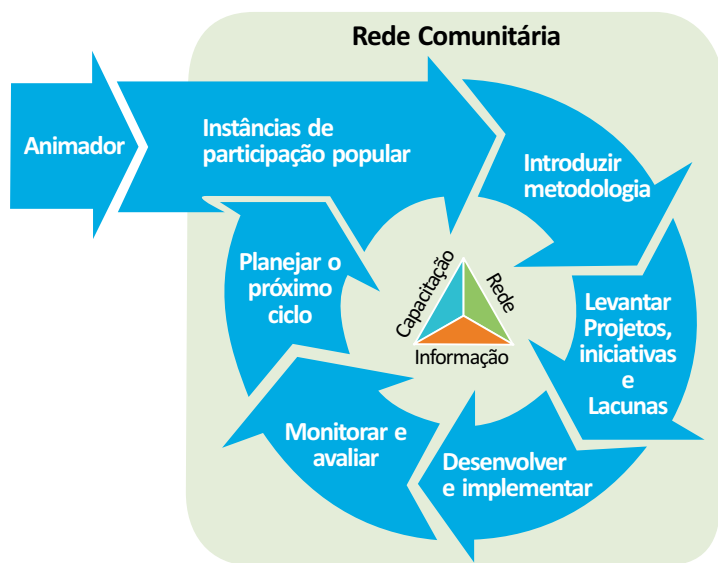 Rede Comunitária
Animador
Instâncias de
participação popular
Introduzir
metodologia
Levantar
Projetos,
iniciativas
e
Lacunas
Desenvolver
e implementar
Monitorar e
avaliar
Planejar o
próximo
ciclo
Capacitação
Rede
Informação